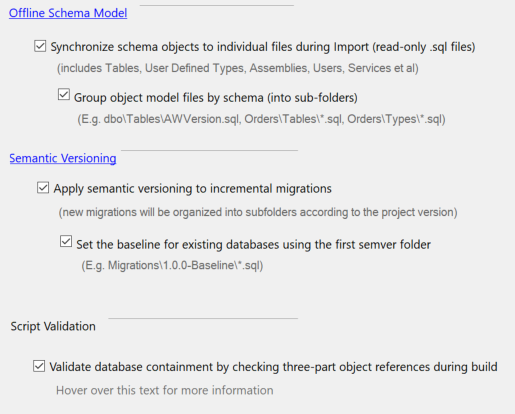 Offline Schema Model
Synchronize schema objects to individual files during Import (read-only .sql files)
(includes Tables, User Defined Types, Assemblies, Users, Services et al)
Group object model files by schema (into sub-folders)
(E.g. dbo\Tables\AWVersion.sql, Orders\Tables\*.sql, Orders\Types\*.sql)
Semantic Versioning
Apply semantic versioning to incremental migrations
(new migrations will be organized into subfolders according to the project version)
Set the baseline for existing databases using the first semver folder
(E.g. Migrations\1.0.0-Baseline\*.sql)
Script Validation
Validate database containment by checking three-part object references during build
Hover over this text for more information